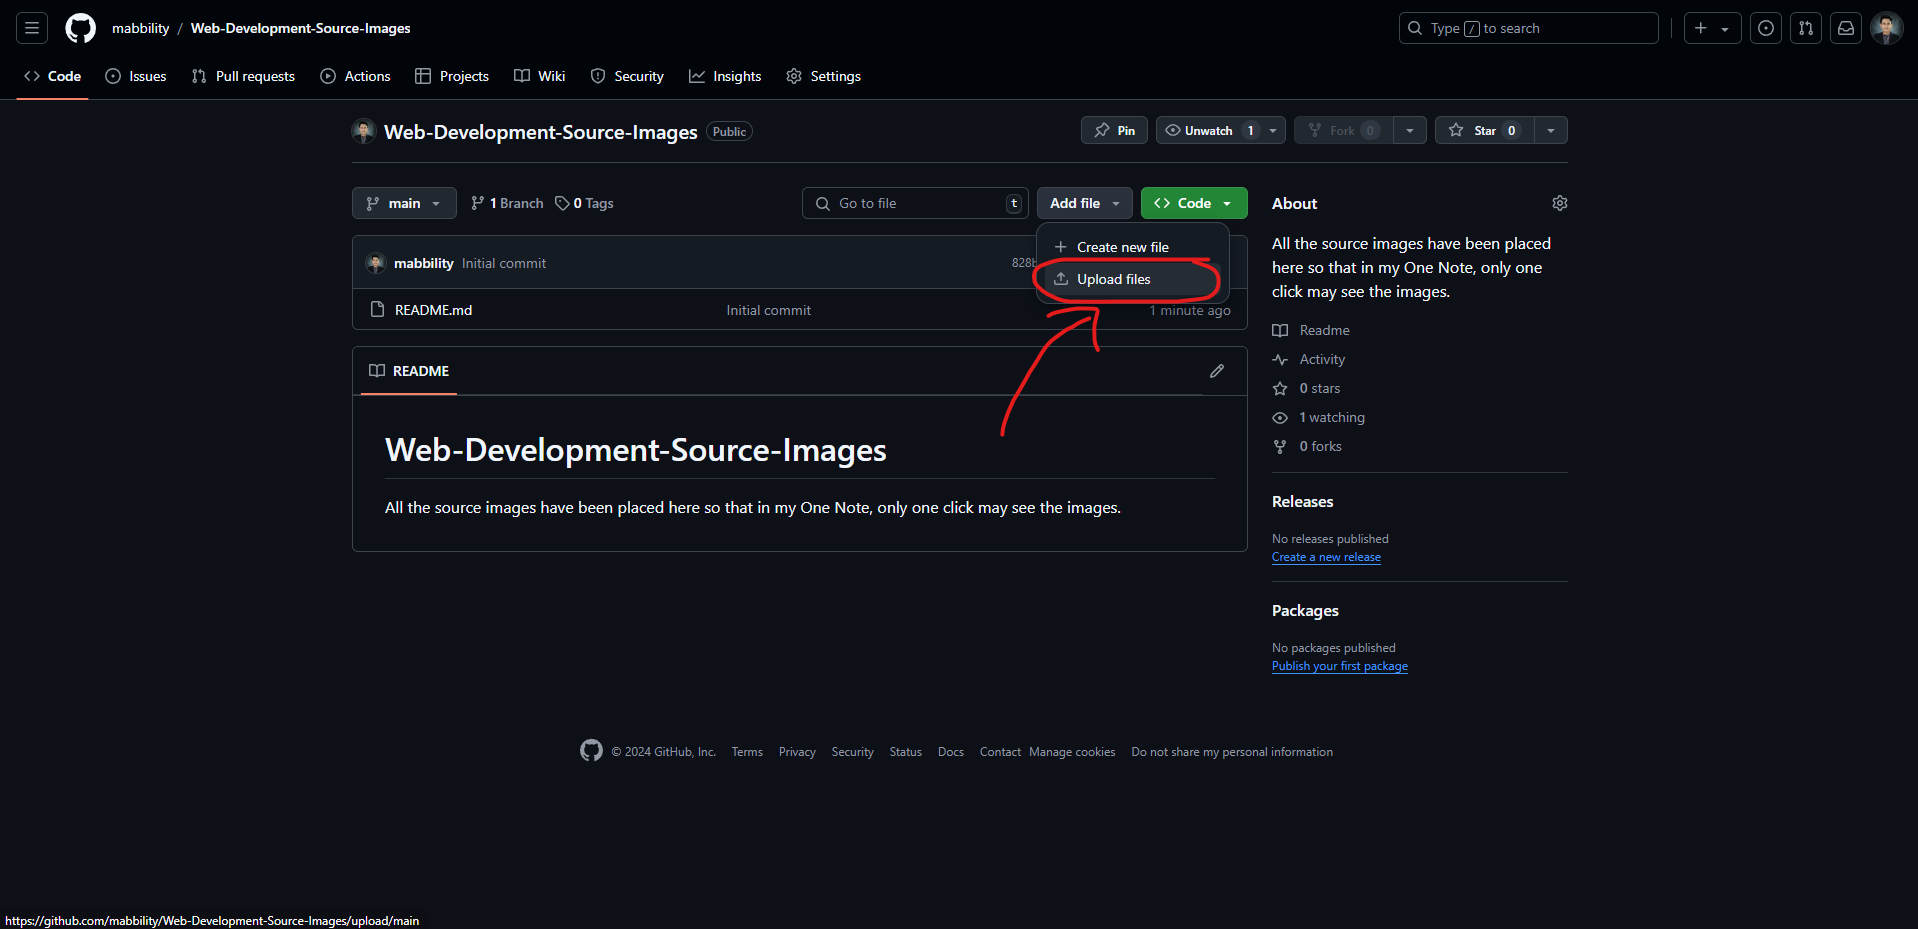 mabbility / Web-Development-Source-Images
Type / to search
Code Issues Pull requests Actions Projects Wiki Security Insights Settings
Web-Development-Source-Images Public
Pin Unwatch 1 Fork 0 Star 0
main 1 Branch 0 Tags
Go to file t
Add file
Code
Create new file
Upload files
mabbility Initial commit
828b
README.md Initial commit 1 minute ago
README
Web-Development-Source-Images
All the source images have been placed here so that in my One Note, only one click may see the images.
About
All the source images have been placed
here so that in my One Note, only one
click may see the images.
Readme
Activity
0 stars
1 watching
0 forks
Releases
No releases published
Create a new release
Packages
No packages published
Publish your first package
© 2024 GitHub, Inc. Terms Privacy Security Status Docs Contact Manage cookies Do not share my personal information
https://github.com/mabbility/Web-Development-Source-Images/upload/main